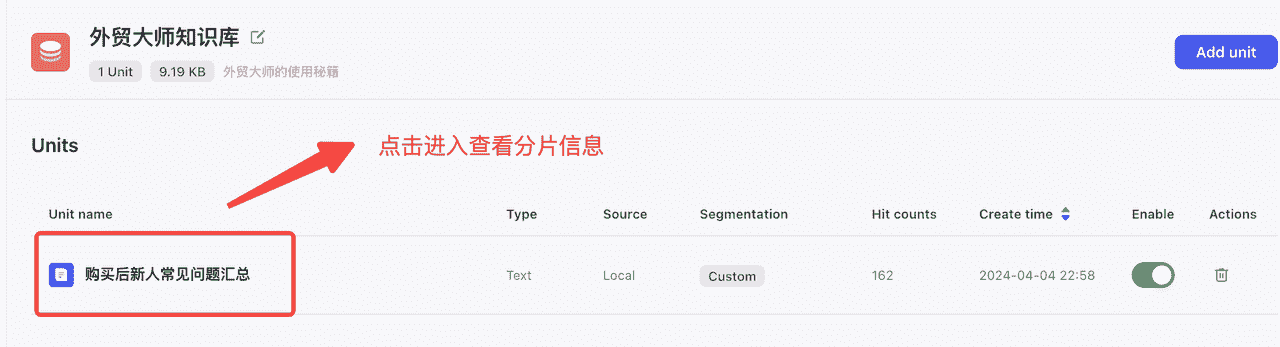 外贸大师知识库
1 Unit 9.19 KB 外贸大师的使用秘籍
Add unit
Units
点击进入查看分片信息
Unit name Type Source Segmentation Hit counts Create time Enable Actions
购买后新人常见问题汇总 Text Local Custom 162 2024-04-04 22:58